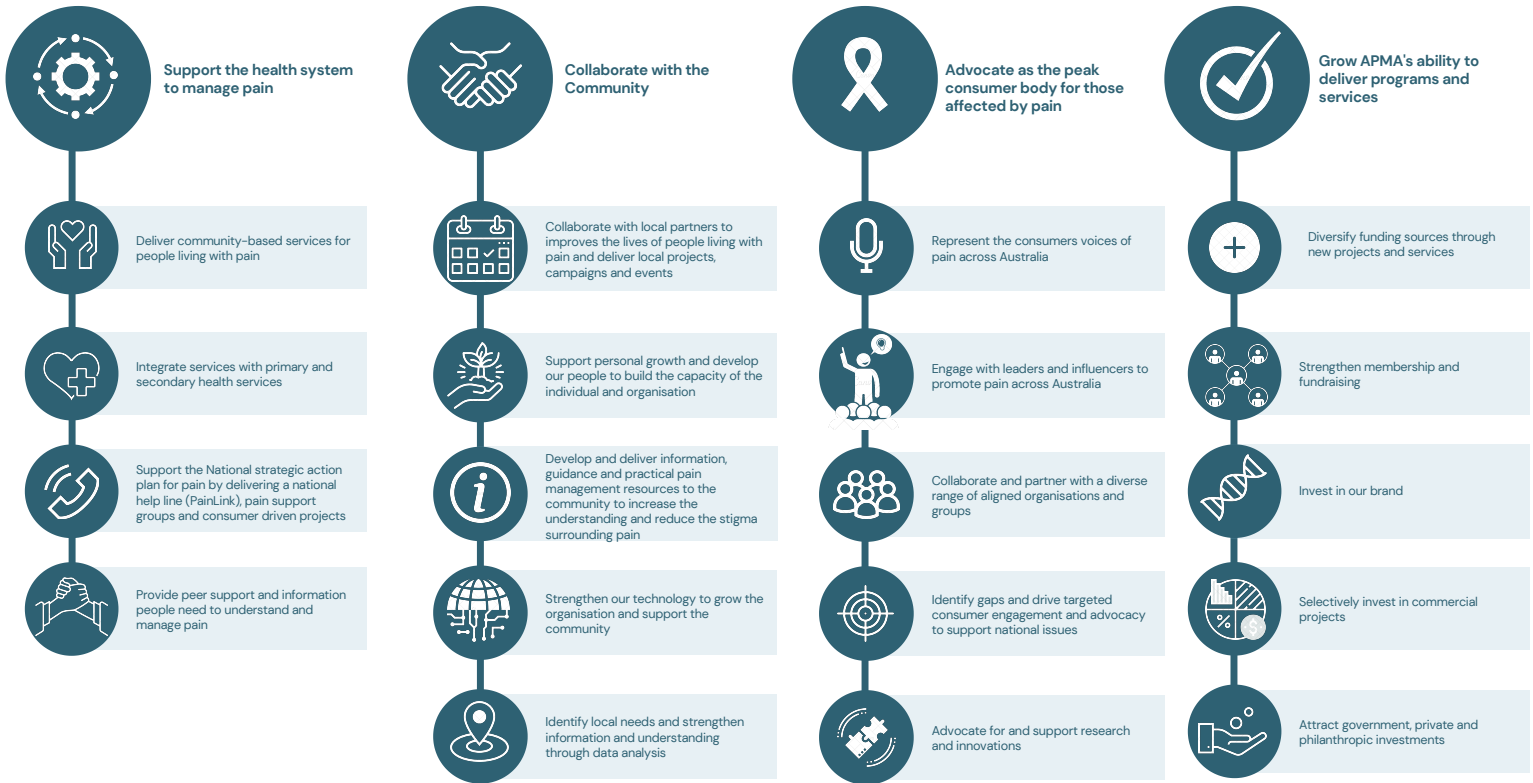 Support the health system
to manage pain
Deliver community-based services for
people living with pain
Integrate services with primary and
secondary health services
Support the National strategic action
plan for pain by delivering a national
help line (PainLink), pain support
groups and consumer driven projects
Provide peer support and information
people need to understand and
manage pain
Collaborate with the
Community
Collaborate with local partners to
improves the lives of people living with
pain and deliver local projects,
campaigns and events
Support personal growth and develop
our people to build the capacity of the
individual and organisation
i
Develop and deliver information,
guidance and practical pain
management resources to the
community to increase the
understanding and reduce the stigma
surrounding pain
Strengthen our technology to grow the
organisation and support the
community
Identify local needs and strengthen
information and understanding
through data analysis
Advocate as the peak
consumer body for those
affected by pain
Represent the consumers voices of
pain across Australia
Engage with leaders and influencers to
promote pain across Australia
Collaborate and partner with a diverse
range of aligned organisations and
groups
Identify gaps and drive targeted
consumer engagement and advocacy
to support national issues
Advocate for and support research
and innovations
Grow APMA's ability to
deliver programs and
services
Diversify funding sources through
new projects and services
Strengthen membership and
fundraising
Invest in our brand
%
$
Selectively invest in commercial
projects
Attract government, private and
philanthropic investments